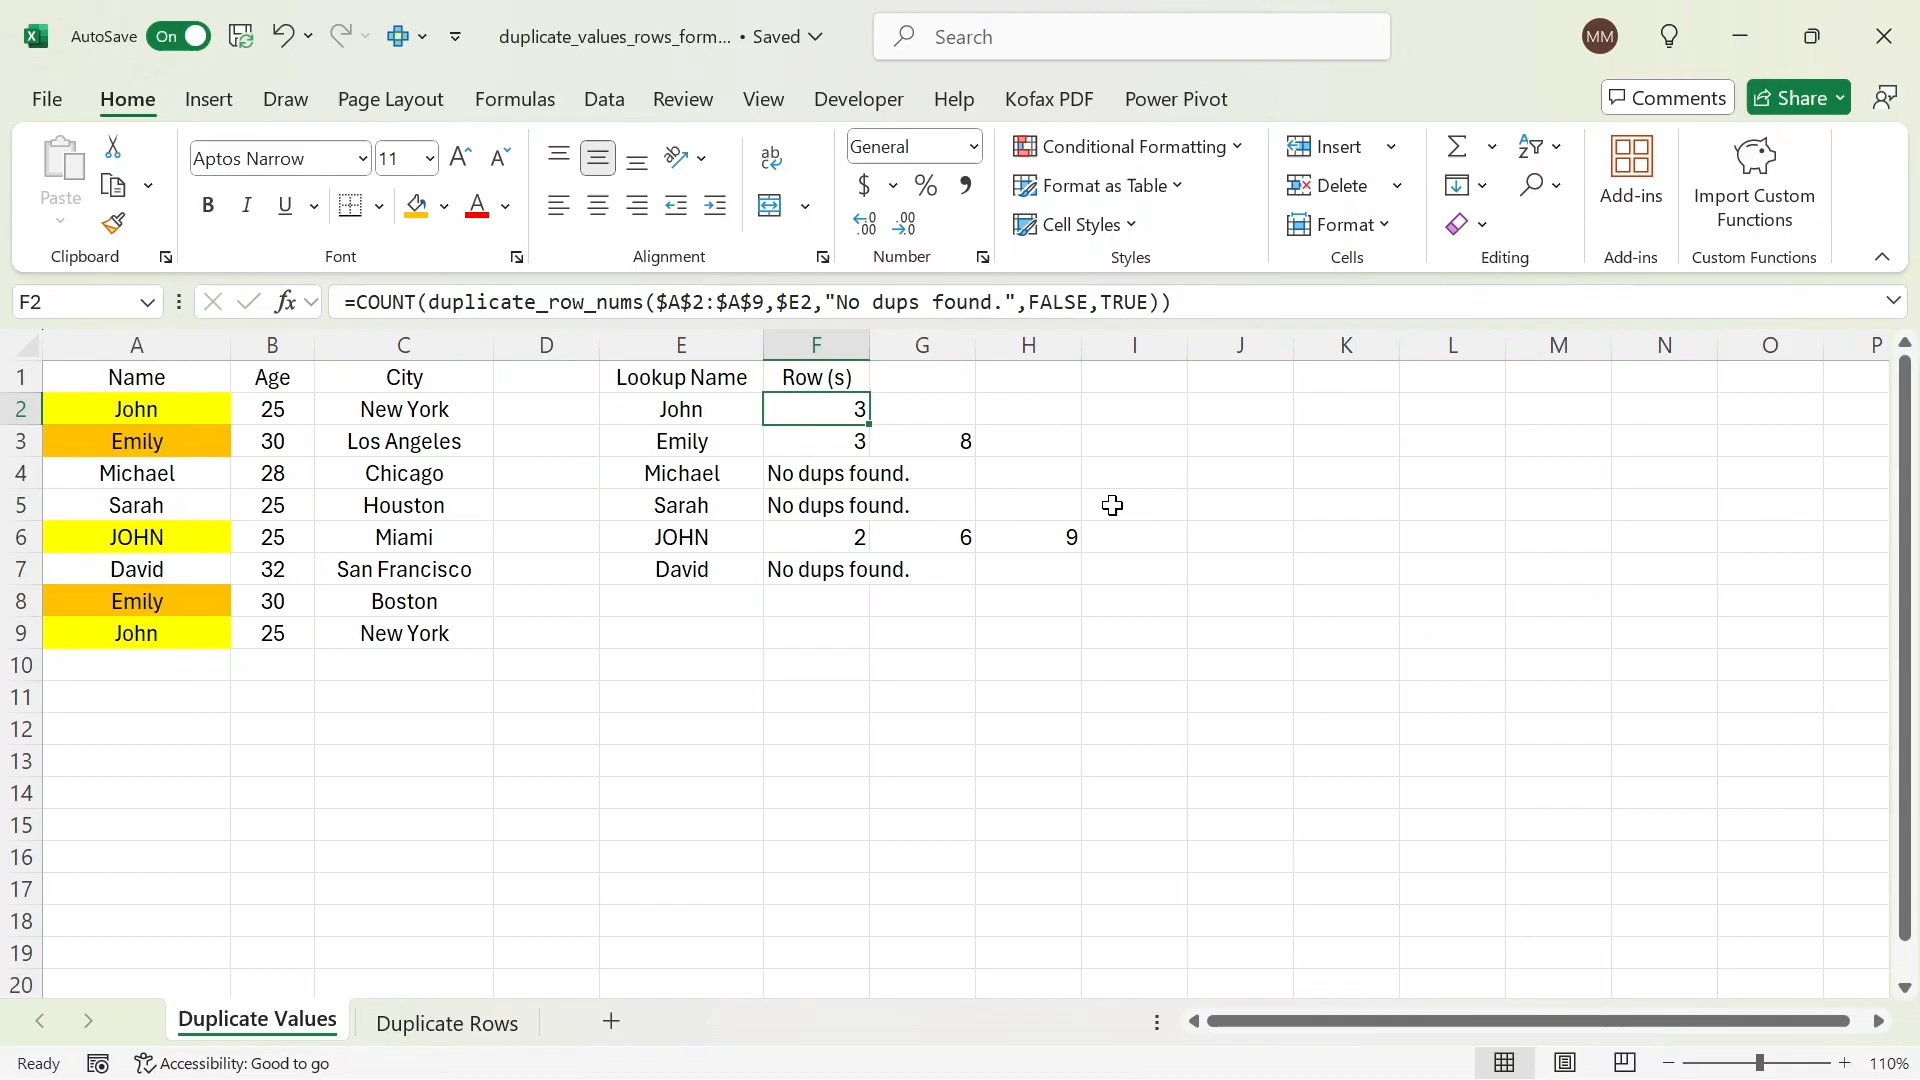 AutoSave On duplicate_values_rows_form... • Saved Search MM
File Home Insert Draw Page Layout Formulas Data Review View Developer Help Kofax PDF Power Pivot Comments Share
Paste Aptos Narrow 11 General Conditional Formatting Insert Add-ins Import Custom Functions
Format as Table Delete
Cell Styles Format
Clipboard Font Alignment Number Styles Cells Editing Add-ins Custom Functions
F2 =COUNT(duplicate_row_nums($A$2:$A$9,$E2,"No dups found.",FALSE,TRUE))
A B C D E F G H I J K L M N O P
1 Name Age City Lookup Name Row (s)
2 John 25 New York John 3
3 Emily 30 Los Angeles Emily 3 8
4 Michael 28 Chicago Michael No dups found.
5 Sarah 25 Houston Sarah No dups found.
6 JOHN 25 Miami JOHN 2 6 9
7 David 32 San Francisco David No dups found.
8 Emily 30 Boston
9 John 25 New York
10
11
12
13
14
15
16
17
18
19
20
Duplicate Values Duplicate Rows
Ready Accessibility: Good to go 110%